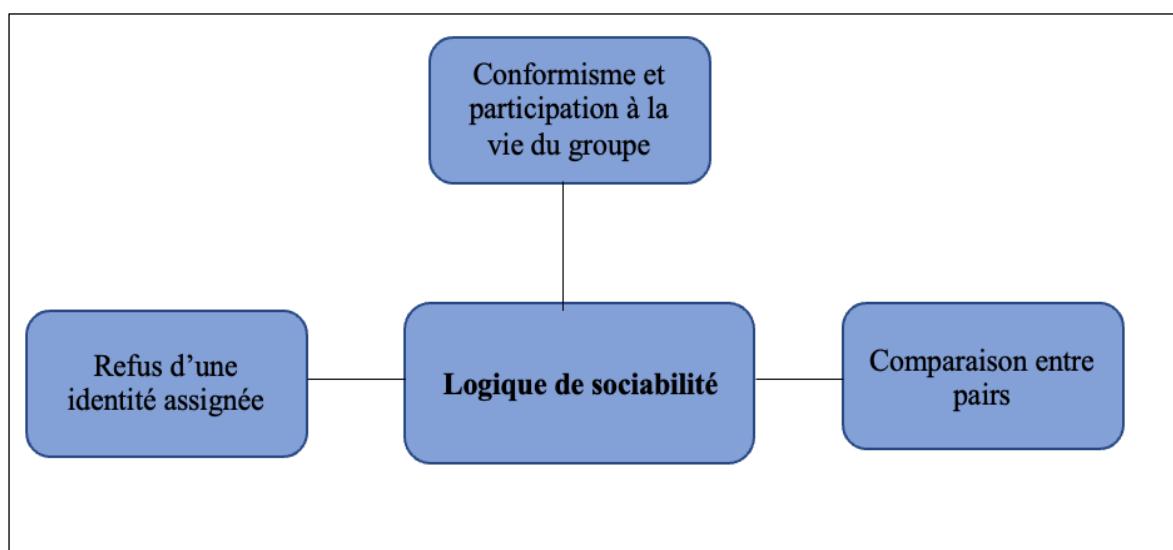 Conformisme et
participation à la
vie du groupe
Refus d’une
identité assignée
Logique de sociabilité
Comparaison entre
pairs